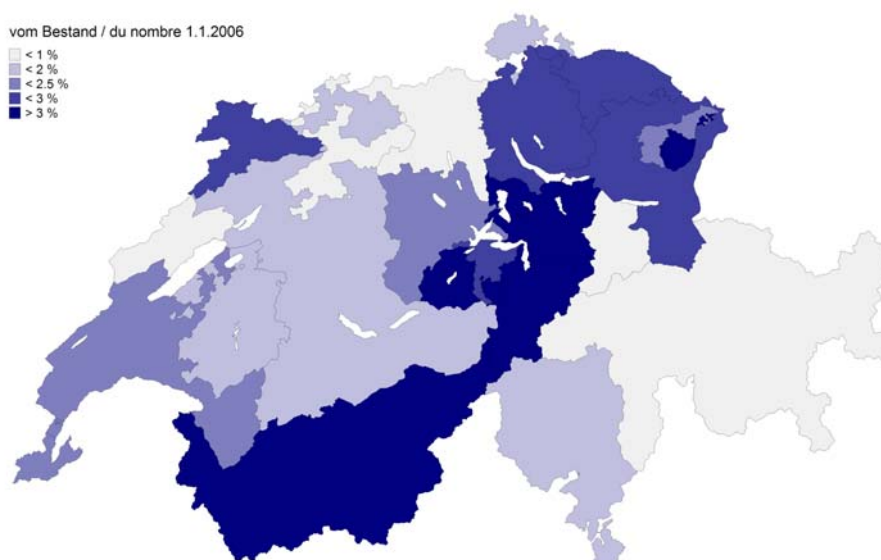 vom Bestand / du nombre 1.1.2006
< 1 %
< 2 %
< 2.5 %
< 3 %
> 3 %